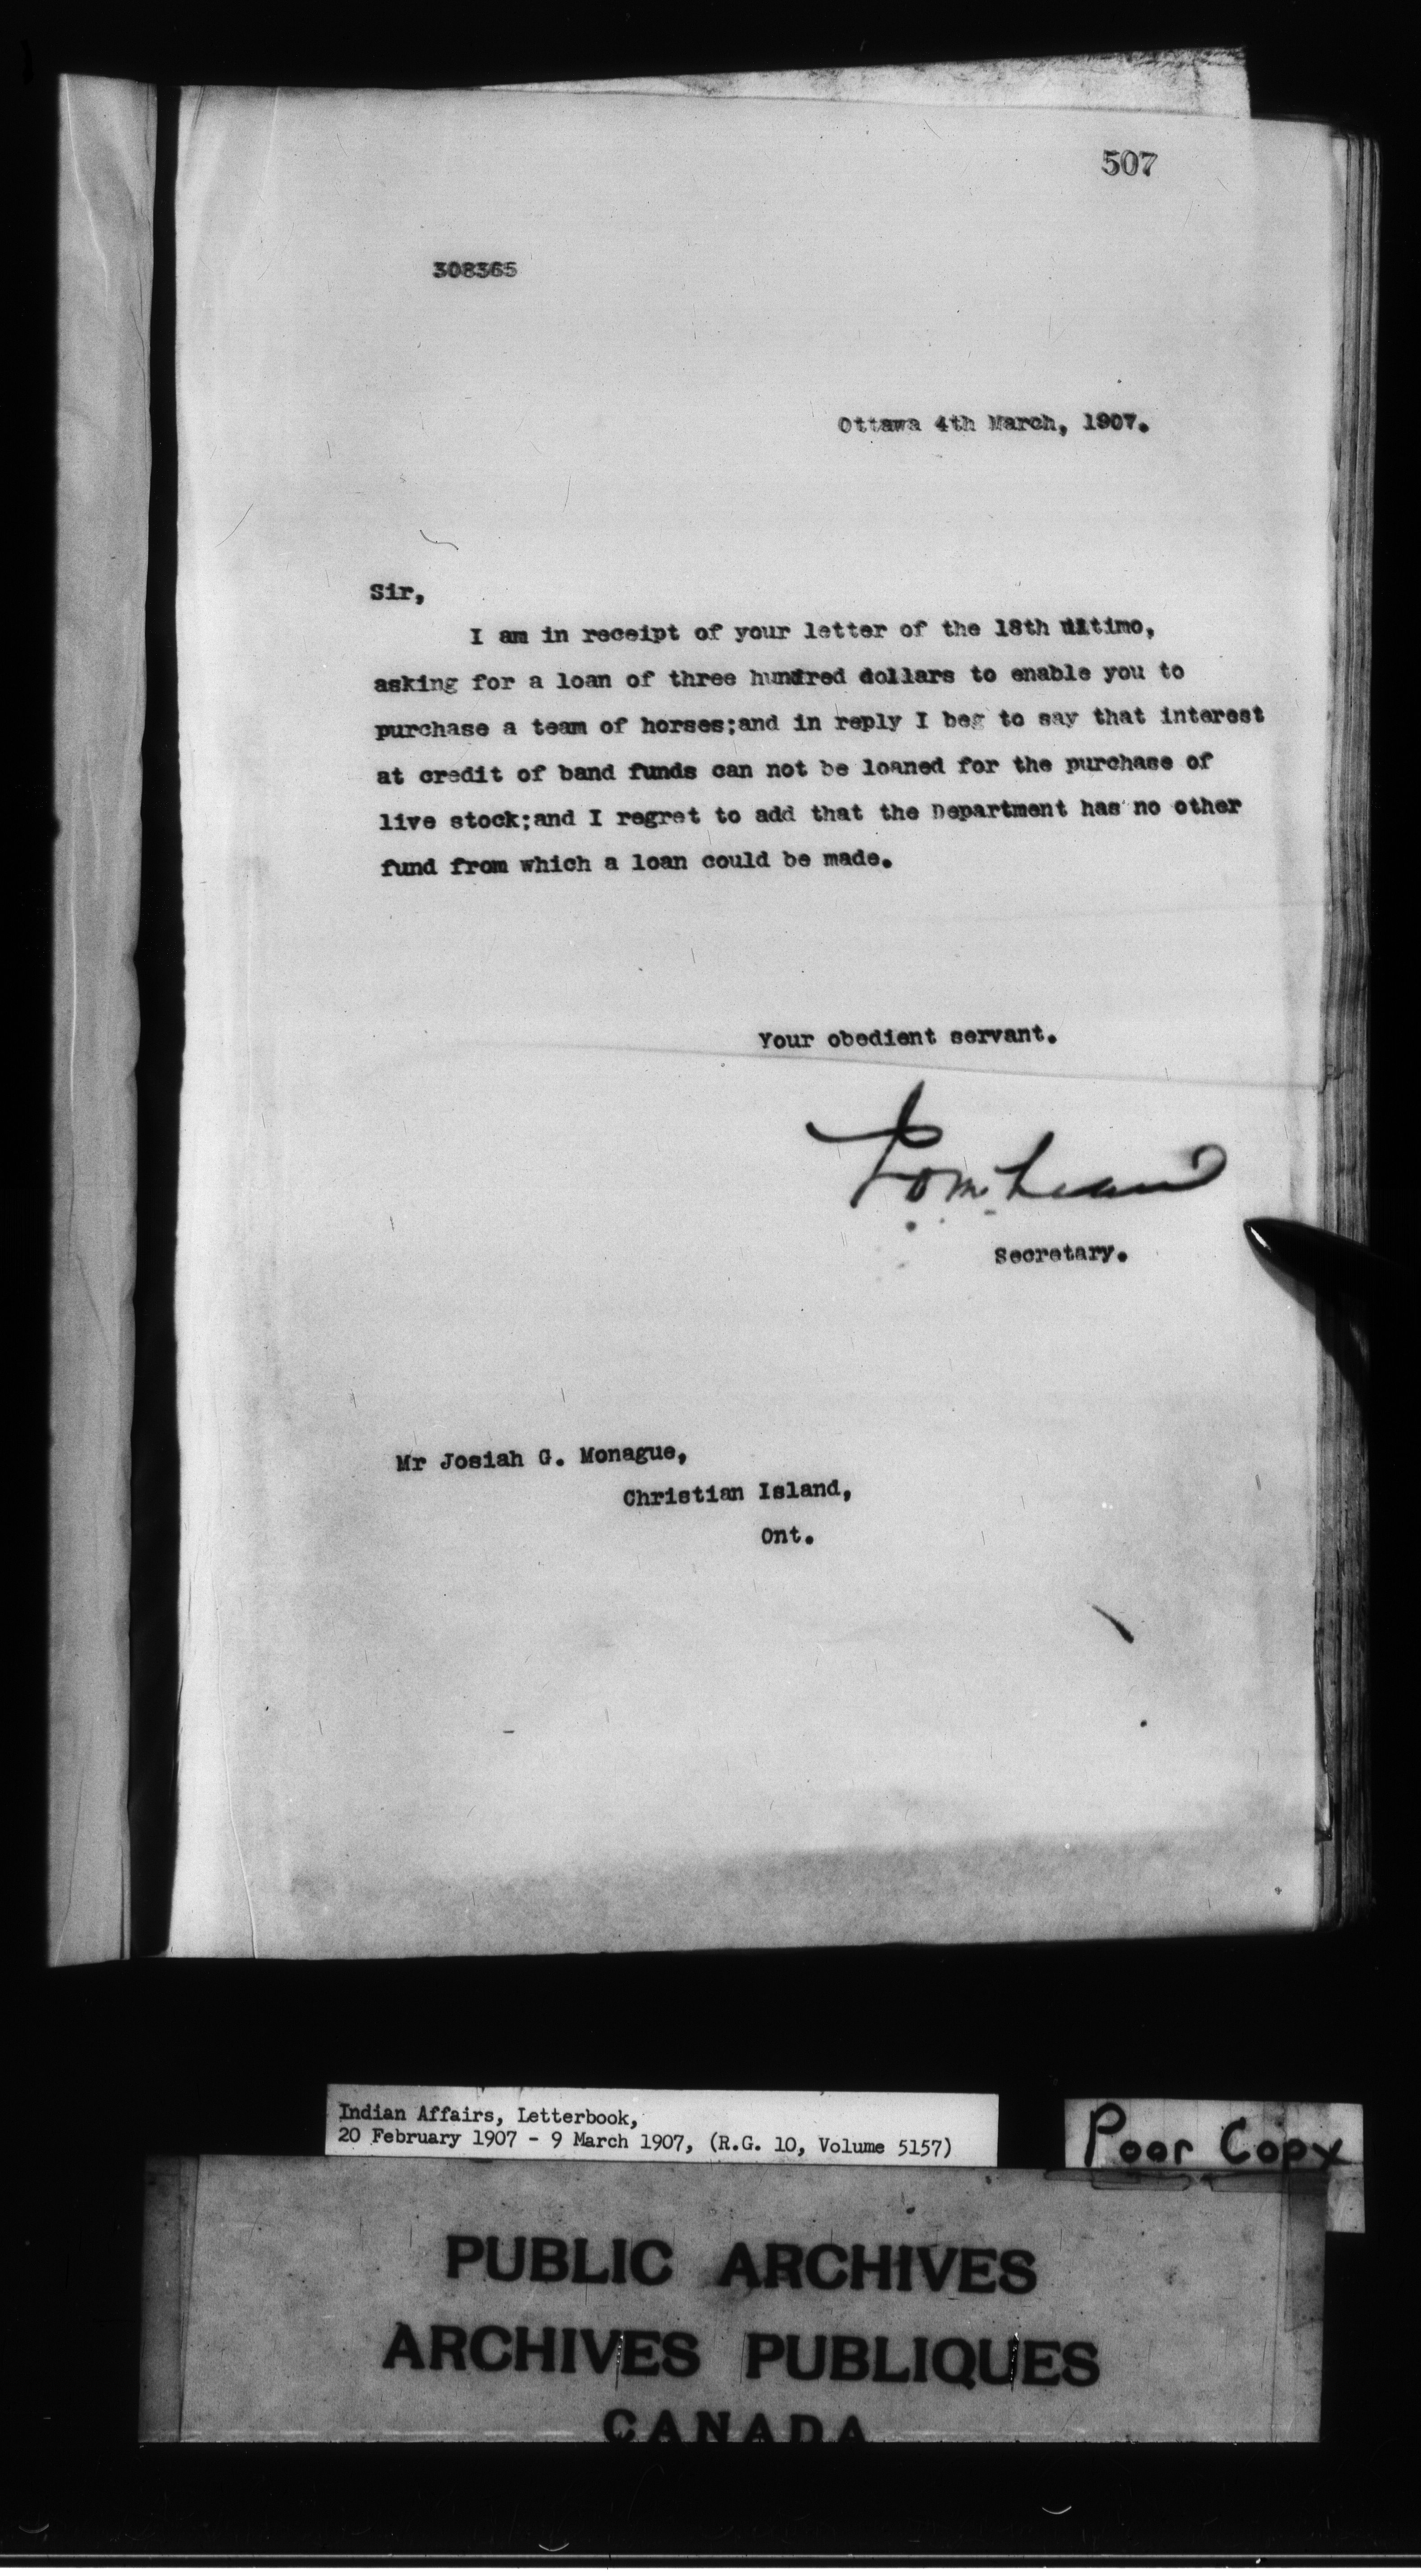 507
308365
Ottawa 4th March, 1907.
Sir,
I am in receipt of your letter of the 18th ultimo,
asking for a loan of three hundred dollars to enable you to
purchase a team of horses;and in reply I beg to say that interest
at credit of band funds can not be loaned for the purchase of
live stock;and I regret to add that the Department has no other
fund from which a loan could be made.
Your obedient servant.
Secretary.
Mr Josiah G. Monague,
Christian Island,
Ont.
Indian Affairs, Letterbook,
20 February 1907 - 9 March 1907, (R.G. 10, Volume 5157)
Poor Copy
PUBLIC ARCHIVES
ARCHIVES PUBLIQUES
CANADA